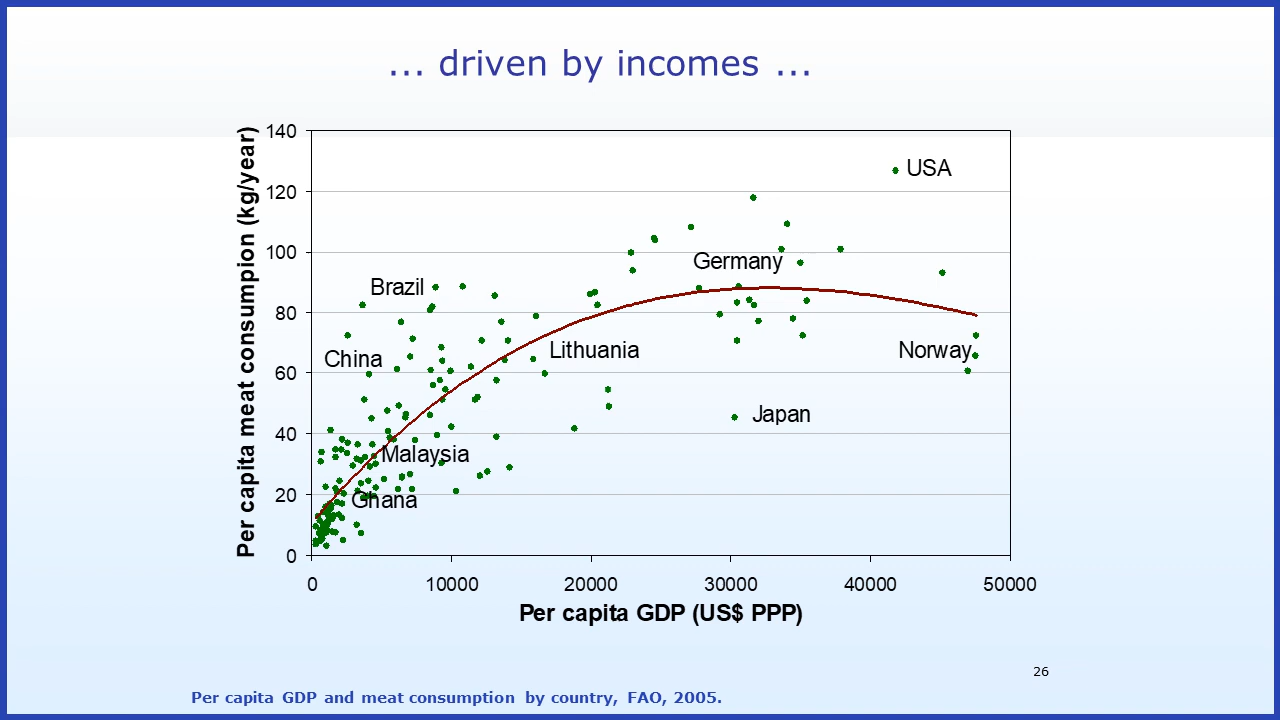 ... driven by incomes ...
Per capita meat consumpion (kg/year)
140
120
100
80
60
40
20
0
USA
Germany
Brazil
China
Lithuania
Norway
Japan
Malaysia
Ghana
0 10000 20000 30000 40000 50000
Per capita GDP (US$ PPP)
26
Per capita GDP and meat consumption by country, FAO, 2005.